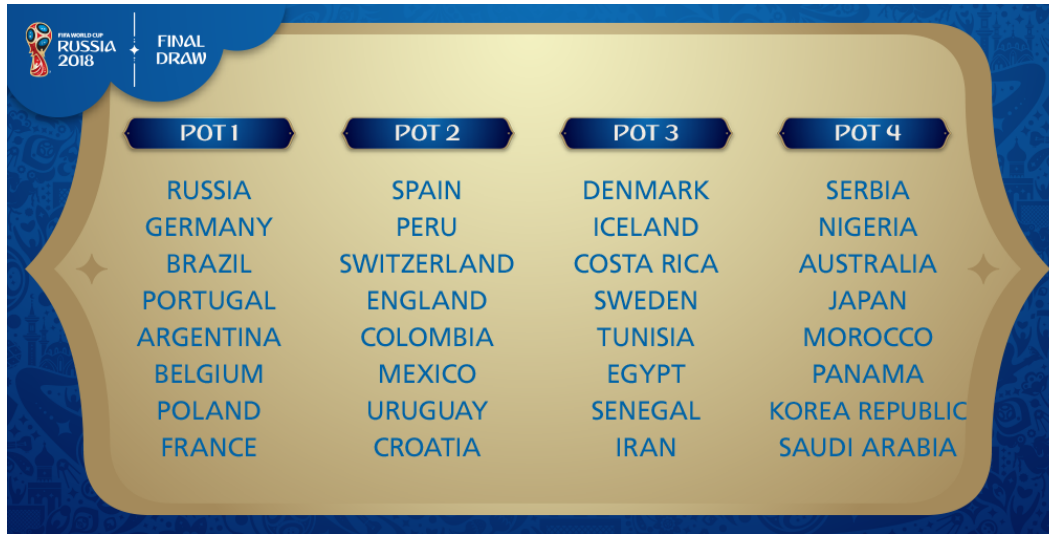 FIFA WORLD CUP
RUSSIA
2018
FINAL
DRAW
POT 1
RUSSIA
GERMANY
BRAZIL
PORTUGAL
ARGENTINA
BELGIUM
POLAND
FRANCE
POT 2
SPAIN
PERU
SWITZERLAND
ENGLAND
COLOMBIA
MEXICO
URUGUAY
CROATIA
POT 3
DENMARK
ICELAND
COSTA RICA
SWEDEN
TUNISIA
EGYPT
SENEGAL
IRAN
POT 4
SERBIA
NIGERIA
AUSTRALIA
JAPAN
MOROCCO
PANAMA
KOREA REPUBLIC
SAUDI ARABIA